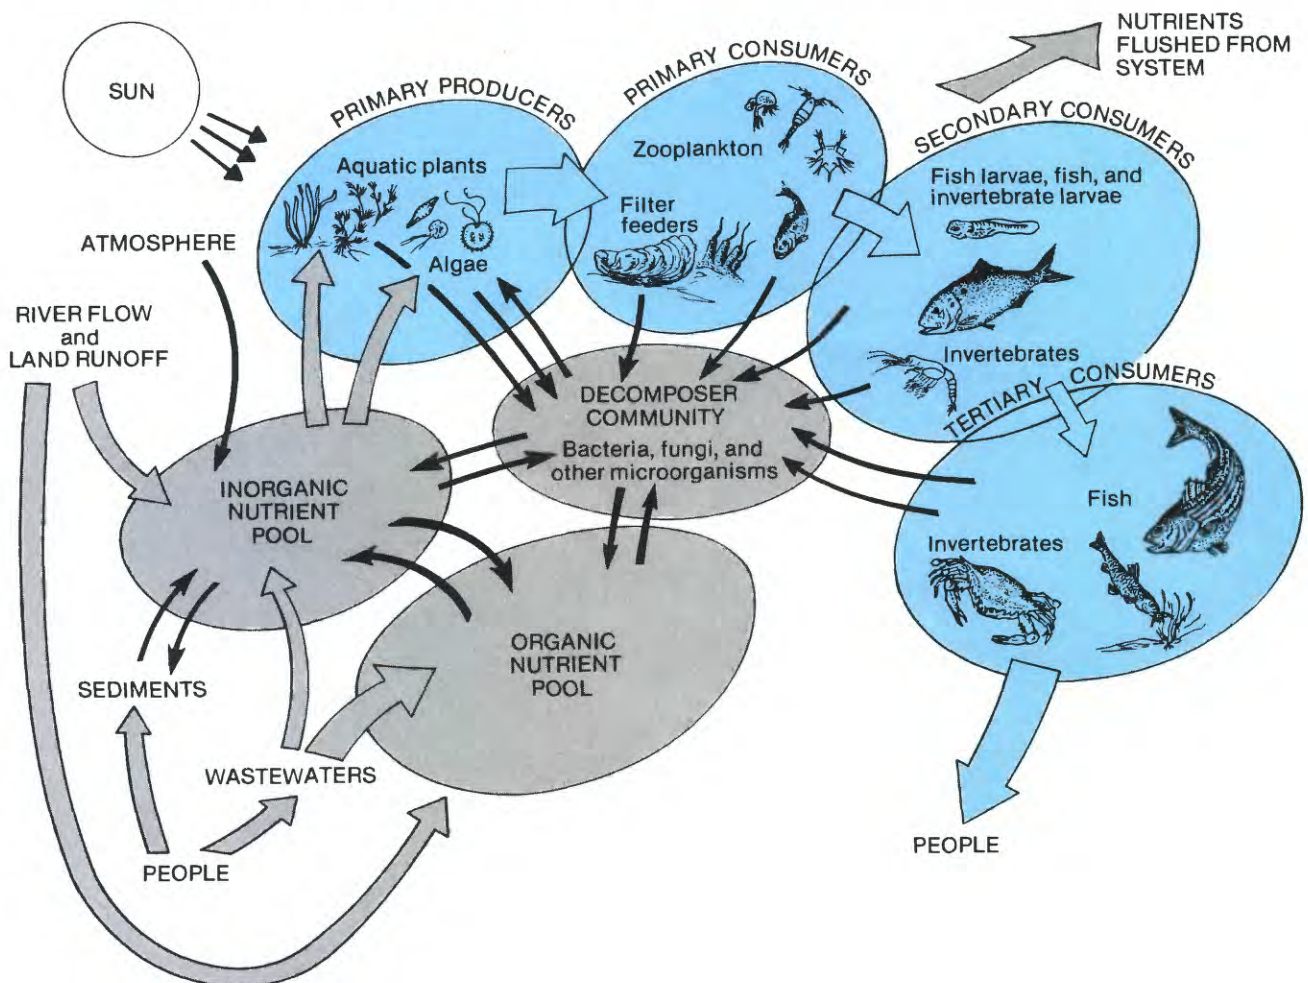 NUTRIENTS
FLUSHED FROM
SYSTEM
SUN
PRIMARY PRODUCERS
PRIMARY CONSUMERS
SECONDARY CONSUMERS
Aquatic plants
Algae
Zooplankton
Filter
feeders
Fish larvae, fish, and
invertebrate larvae
Invertebrates
ATMOSPHERE
RIVER FLOW
and
LAND RUNOFF
TERTIARY CONSUMERS
DECOMPOSER
COMMUNITY
Bacteria, fungi, and
other microorganisms
INORGANIC
NUTRIENT
POOL
Fish
Invertebrates
ORGANIC
NUTRIENT
POOL
SEDIMENTS
WASTEWATERS
PEOPLE
PEOPLE